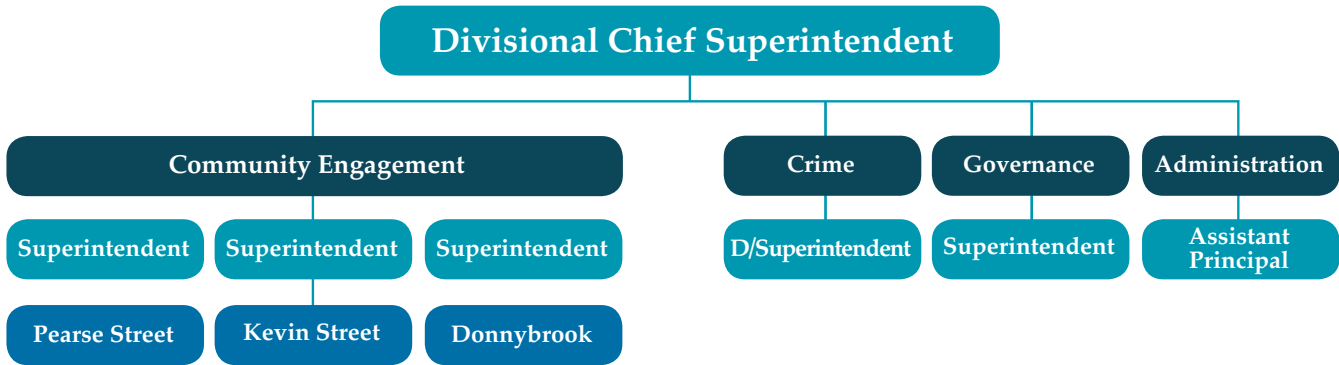 Divisional Chief Superintendent
Community Engagement
Crime
Governance
Administration
Superintendent
Superintendent
Superintendent
D/Superintendent
Superintendent
Assistant
Principal
Pearse Street
Kevin Street
Donnybrook